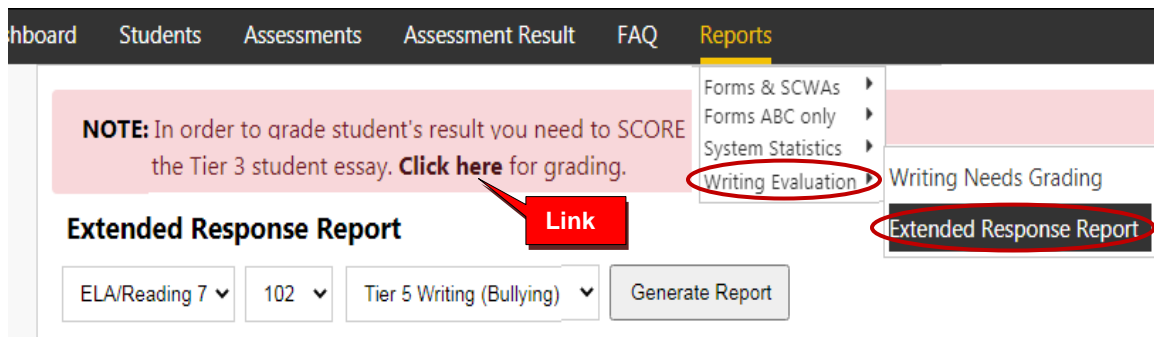 shboard Students Assessments Assessment Result FAQ Reports
Forms & SCWAs
Forms ABC only
System Statistics
Writing Evaluation
Writing Needs Grading
Extended Response Report
NOTE: In order to grade student's result you need to SCORE
the Tier 3 student essay. Click here for grading.
Link
Extended Response Report
ELA/Reading 7 102 Tier 5 Writing (Bullying) Generate Report